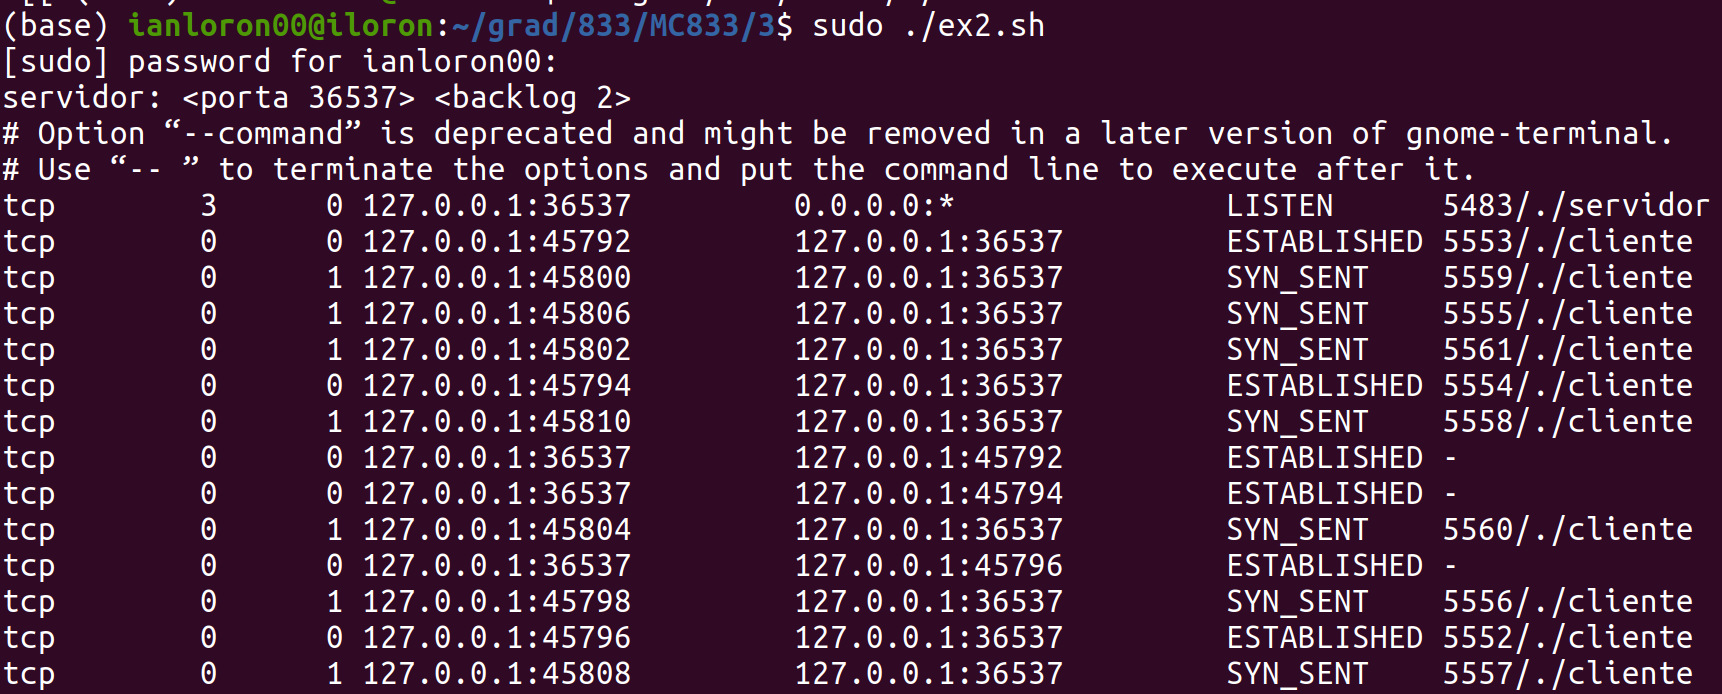 (base) ianloron00@iloron:~/grad/833/MC833/3$ sudo ./ex2.sh
[sudo] password for ianloron00:
servidor: <porta 36537> <backlog 2>
# Option “--command” is deprecated and might be removed in a later version of gnome-terminal.
# Use “-- ” to terminate the options and put the command line to execute after it.
tcp        3      0 127.0.0.1:36537         0.0.0.0:*               LISTEN      5483/./servidor
tcp        0      0 127.0.0.1:45792         127.0.0.1:36537         ESTABLISHED 5553/./cliente
tcp        0      1 127.0.0.1:45800         127.0.0.1:36537         SYN_SENT    5559/./cliente
tcp        0      1 127.0.0.1:45806         127.0.0.1:36537         SYN_SENT    5555/./cliente
tcp        0      1 127.0.0.1:45802         127.0.0.1:36537         SYN_SENT    5561/./cliente
tcp        0      0 127.0.0.1:45794         127.0.0.1:36537         ESTABLISHED 5554/./cliente
tcp        0      1 127.0.0.1:45810         127.0.0.1:36537         SYN_SENT    5558/./cliente
tcp        0      0 127.0.0.1:36537         127.0.0.1:45792         ESTABLISHED -
tcp        0      0 127.0.0.1:36537         127.0.0.1:45794         ESTABLISHED -
tcp        0      1 127.0.0.1:45804         127.0.0.1:36537         SYN_SENT    5560/./cliente
tcp        0      0 127.0.0.1:36537         127.0.0.1:45796         ESTABLISHED -
tcp        0      1 127.0.0.1:45798         127.0.0.1:36537         SYN_SENT    5556/./cliente
tcp        0      0 127.0.0.1:45796         127.0.0.1:36537         ESTABLISHED 5552/./cliente
tcp        0      1 127.0.0.1:45808         127.0.0.1:36537         SYN_SENT    5557/./cliente